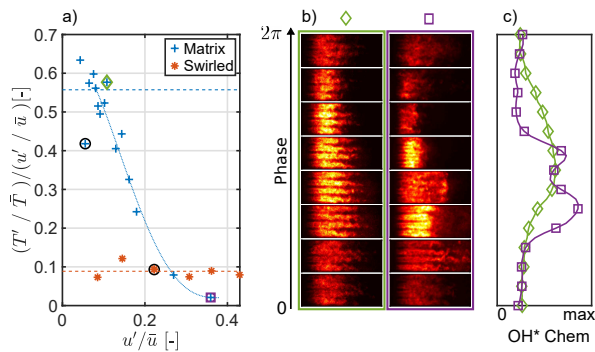 a)
b)
c)
Matrix
Swirled
0.7
0.6
0.5
0.4
0.3
0.2
0.1
0
(T′ / T̄ )/(u′ / ū )[-]
0
0.2
0.4
u′/ū [-]
2π
Phase
0
0
max
OH* Chem